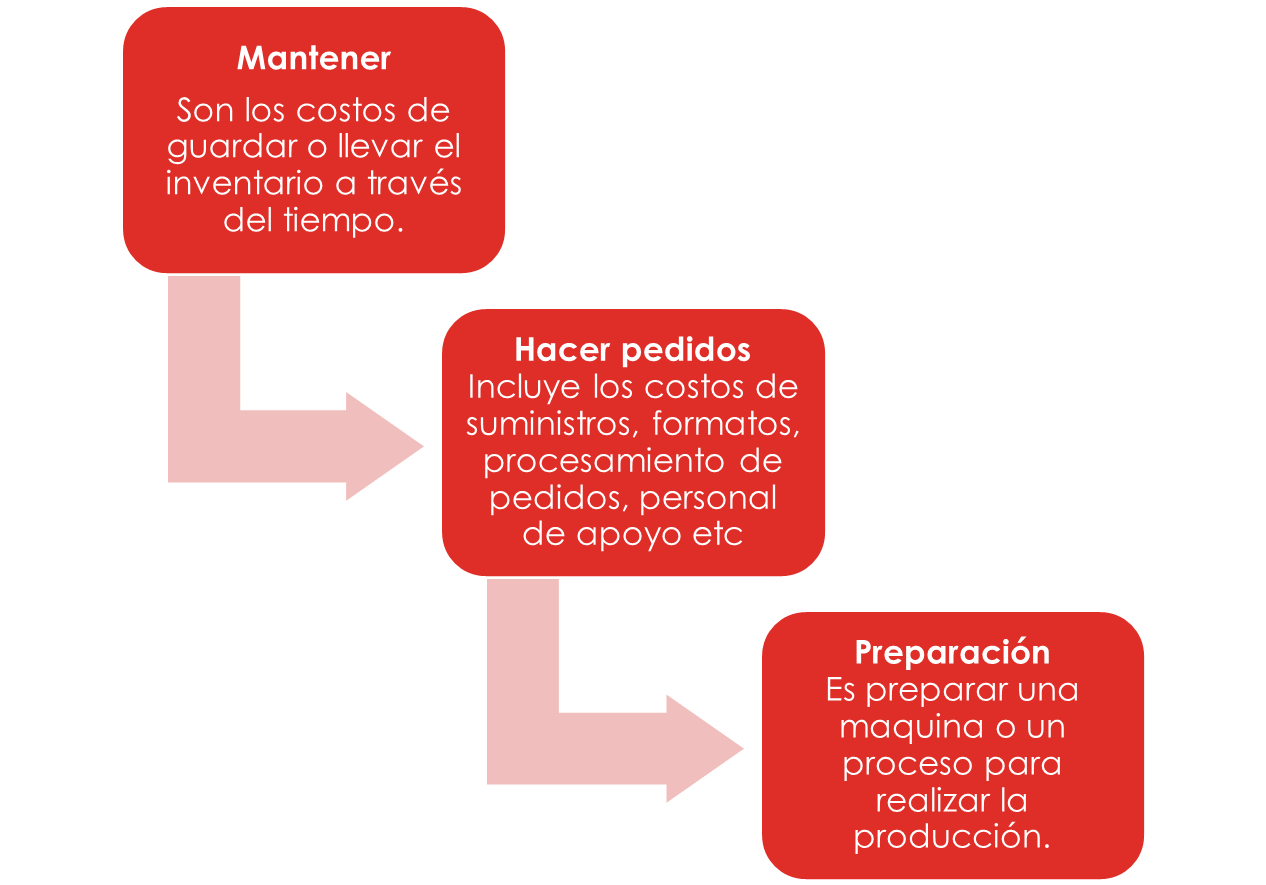 Mantener
Son los costos de
guardar o llevar el
inventario a través
del tiempo.
Hacer pedidos
Incluye los costos de
suministros, formatos,
procesamiento de
pedidos, personal
de apoyo etc
Preparación
Es preparar una
maquina o un
proceso para
realizar la
producción.